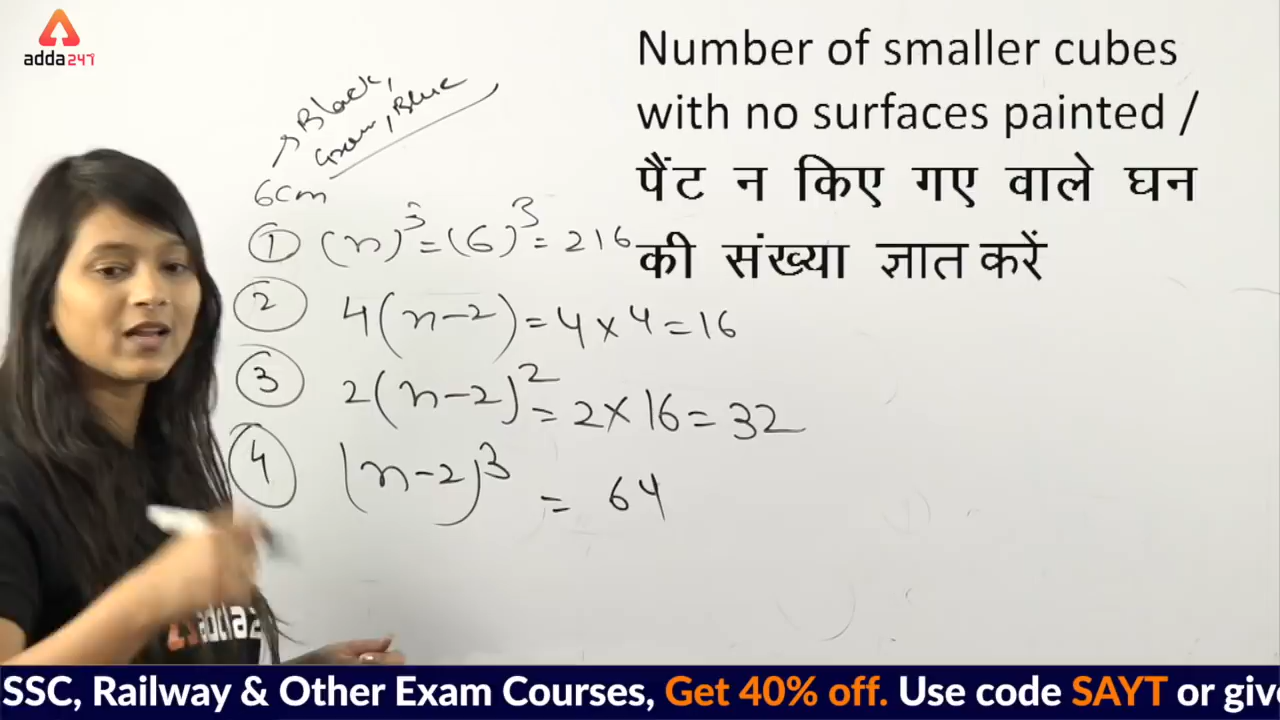 adda247
Number of smaller cubes
with no surfaces painted /
पैंट न किए गए वाले घन
की संख्या ज्ञात करें
Black,
Green, Blue
6cm
① (n)³ = (6)³ = 216
② 4(n-2) = 4 × 4 = 16
③ 2(n-2)² = 2 × 16 = 32
④ (n-2)³ = 64
adda2
SSC, Railway & Other Exam Courses, Get 40% off. Use code SAYT or give